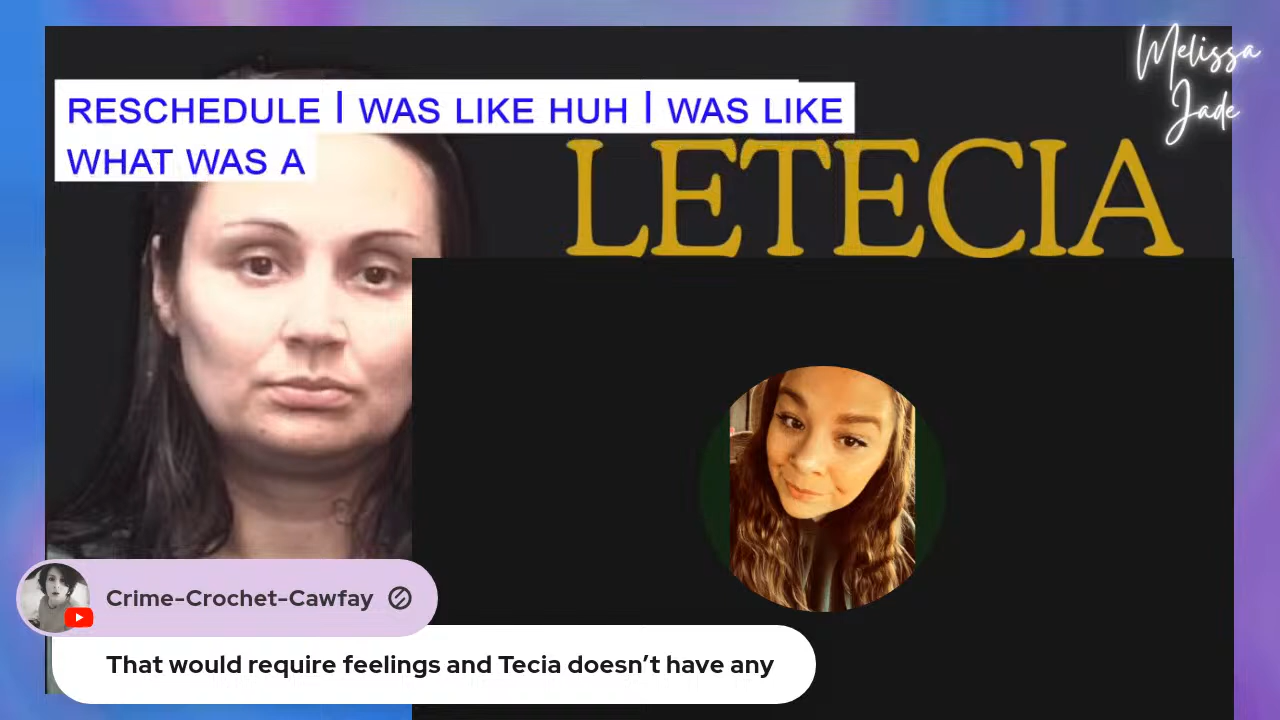 Melissa
Jade
RESCHEDULE I WAS LIKE HUH I WAS LIKE
WHAT WAS A
LETECIA
Crime-Crochet-Cawfay
That would require feelings and Tecia doesn’t have any